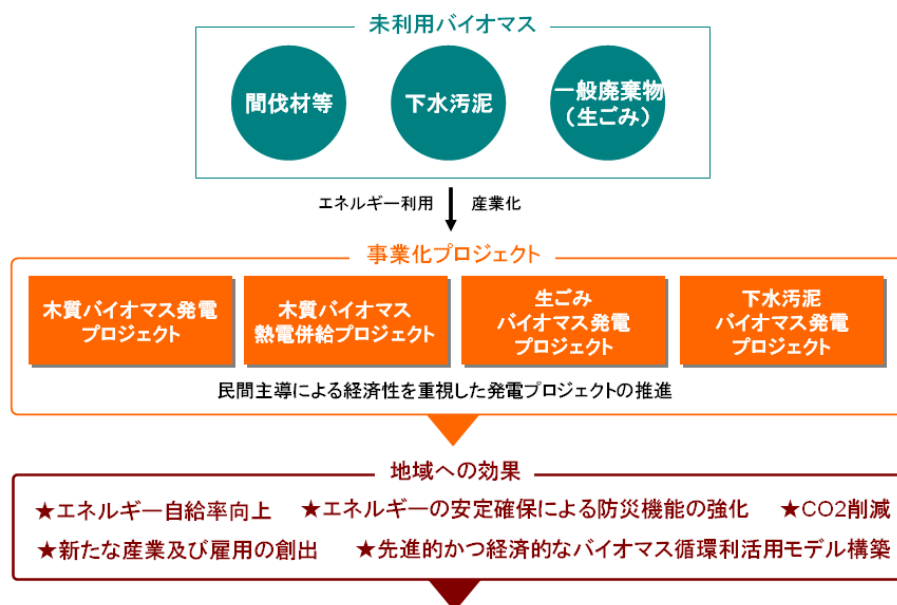 未利用バイオマス
間伐材等
下水汚泥
一般廃棄物
（生ごみ）
エネルギー利用
産業化
事業化プロジェクト
木質バイオマス発電
プロジェクト
木質バイオマス
熱電併給プロジェクト
生ごみ
バイオマス発電
プロジェクト
下水汚泥
バイオマス発電
プロジェクト
民間主導による経済性を重視した発電プロジェクトの推進
地域への効果
★エネルギー自給率向上
★エネルギーの安定確保による防災機能の強化
★CO2削減
★新たな産業及び雇用の創出
★先進的かつ経済的なバイオマス循環利活用モデル構築